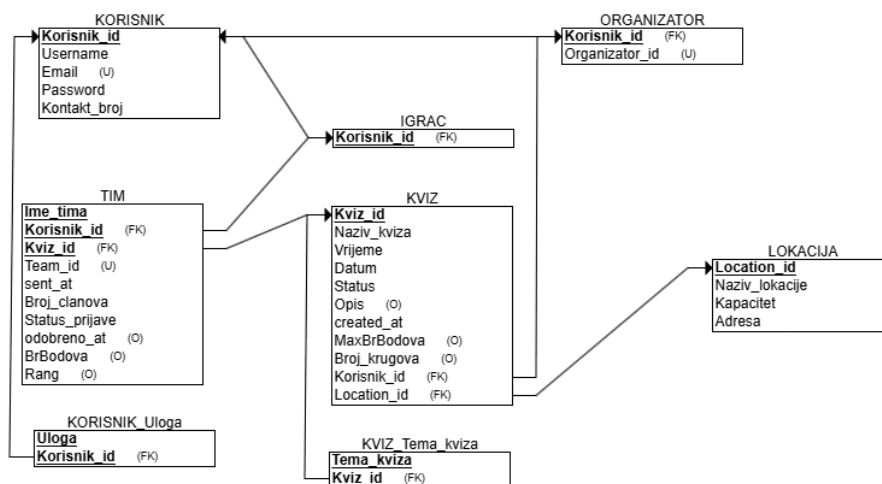 KORISNIK
Korisnik_id
Username
Email (U)
Password
Kontakt_broj
ORGANIZATOR
Korisnik_id (FK)
Organizator_id (U)
IGRAC
Korisnik_id (FK)
TIM
Ime_tima
Korisnik_id (FK)
Kviz_id (FK)
Team_id (U)
sent_at
Broj_clanova
Status_prijave
odobreno_at (O)
BrBodova (O)
Rang (O)
KVIZ
Kviz_id
Naziv_kviza
Vrijeme
Datum
Status
Opis (O)
created_at
MaxBrBodova (O)
Broj_krugova (O)
Korisnik_id (FK)
Location_id (FK)
LOKACIJA
Location_id
Naziv_lokacije
Kapacitet
Adresa
KORISNIK_Uloga
Uloga
Korisnik_id (FK)
KVIZ_Tema_kviza
Tema_kviza
Kviz_id (FK)